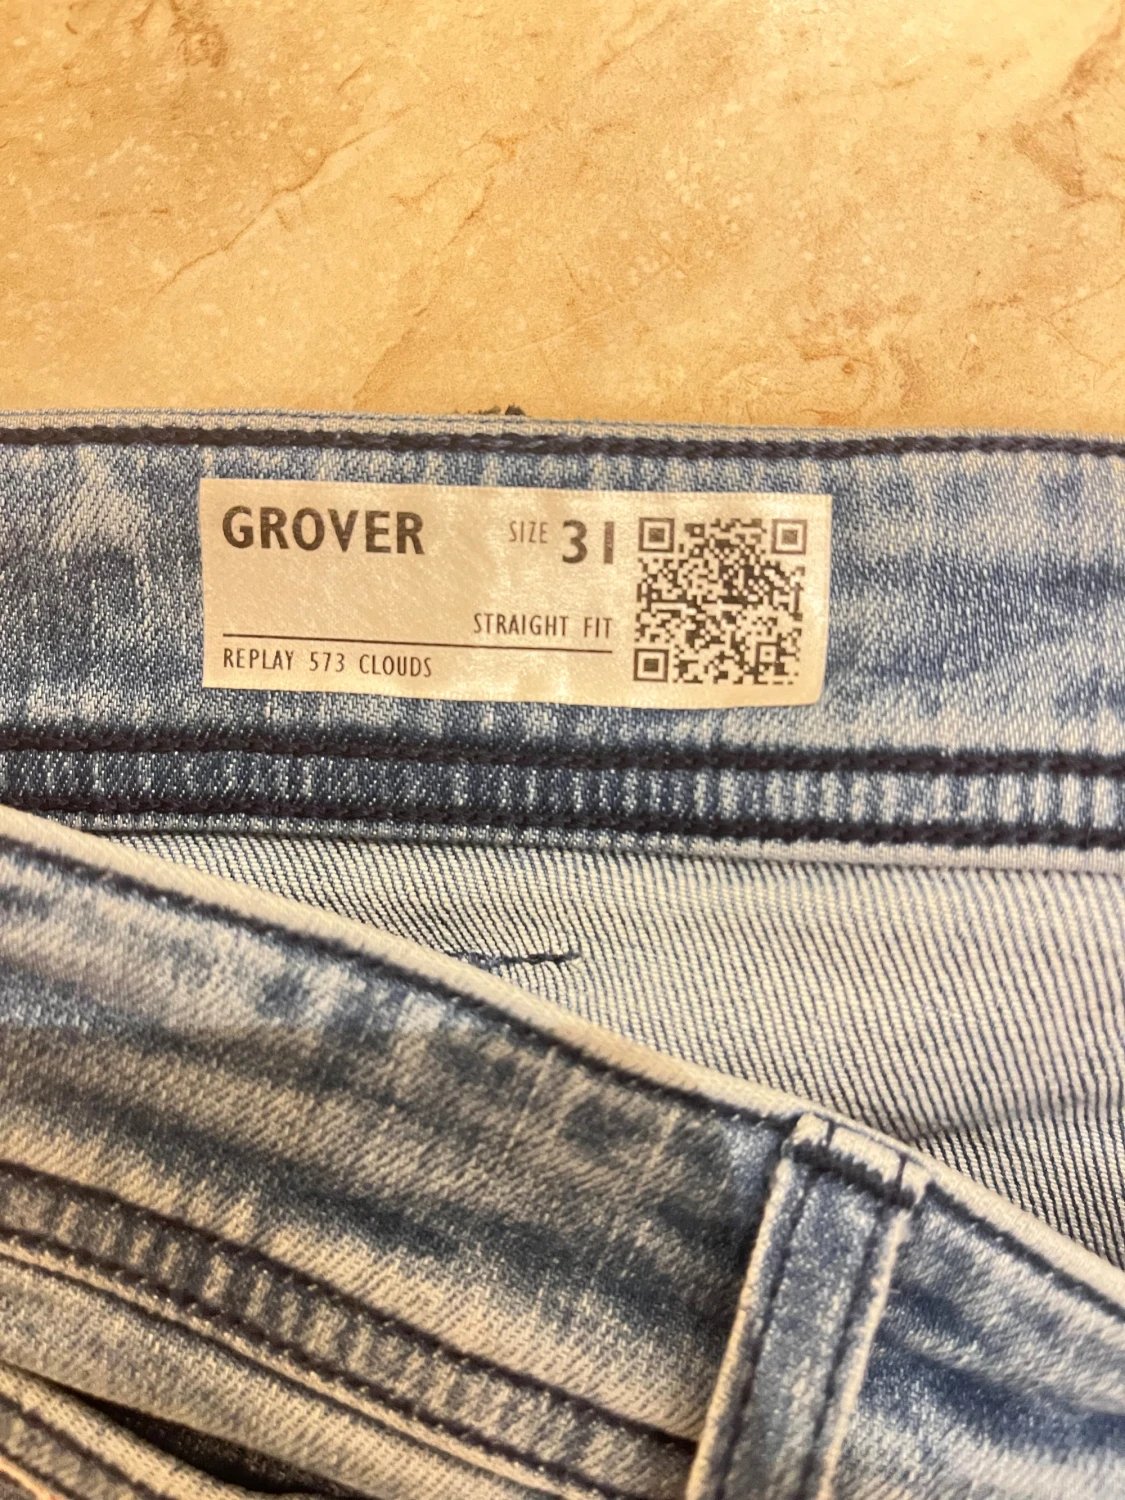 GROVER SIZE 31
STRAIGHT FIT
REPLAY 573 CLOUDS